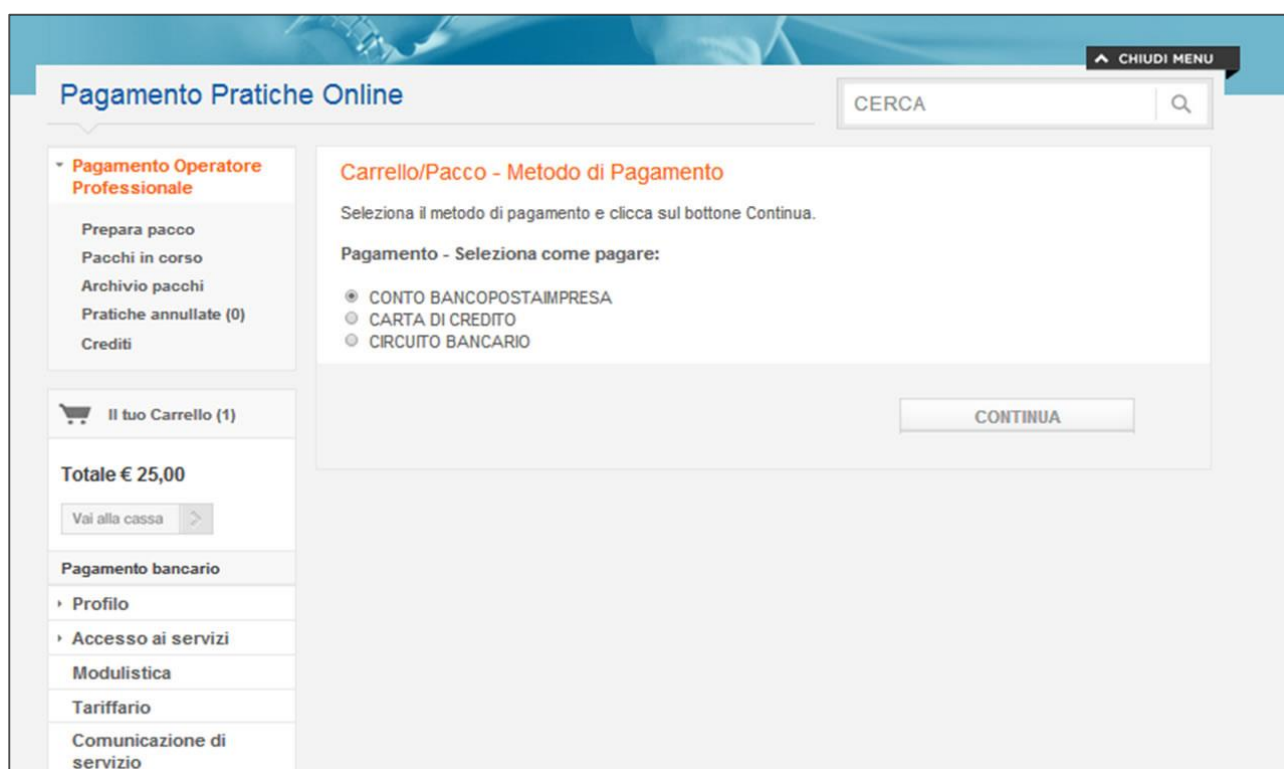 CHIUDI MENU
Pagamento Pratiche Online
CERCA
Pagamento Operatore
Professionale
Prepara pacco
Pacchi in corso
Archivio pacchi
Pratiche annullate (0)
Crediti
Il tuo Carrello (1)
Totale € 25,00
Vai alla cassa
Pagamento bancario
Profilo
Accesso ai servizi
Modulistica
Tariffario
Comunicazione di
servizio
Carrello/Pacco - Metodo di Pagamento
Seleziona il metodo di pagamento e clicca sul bottone Continua.
Pagamento - Seleziona come pagare:
CONTO BANCOPOSTAIMPRESA
CARTA DI CREDITO
CIRCUITO BANCARIO
CONTINUA